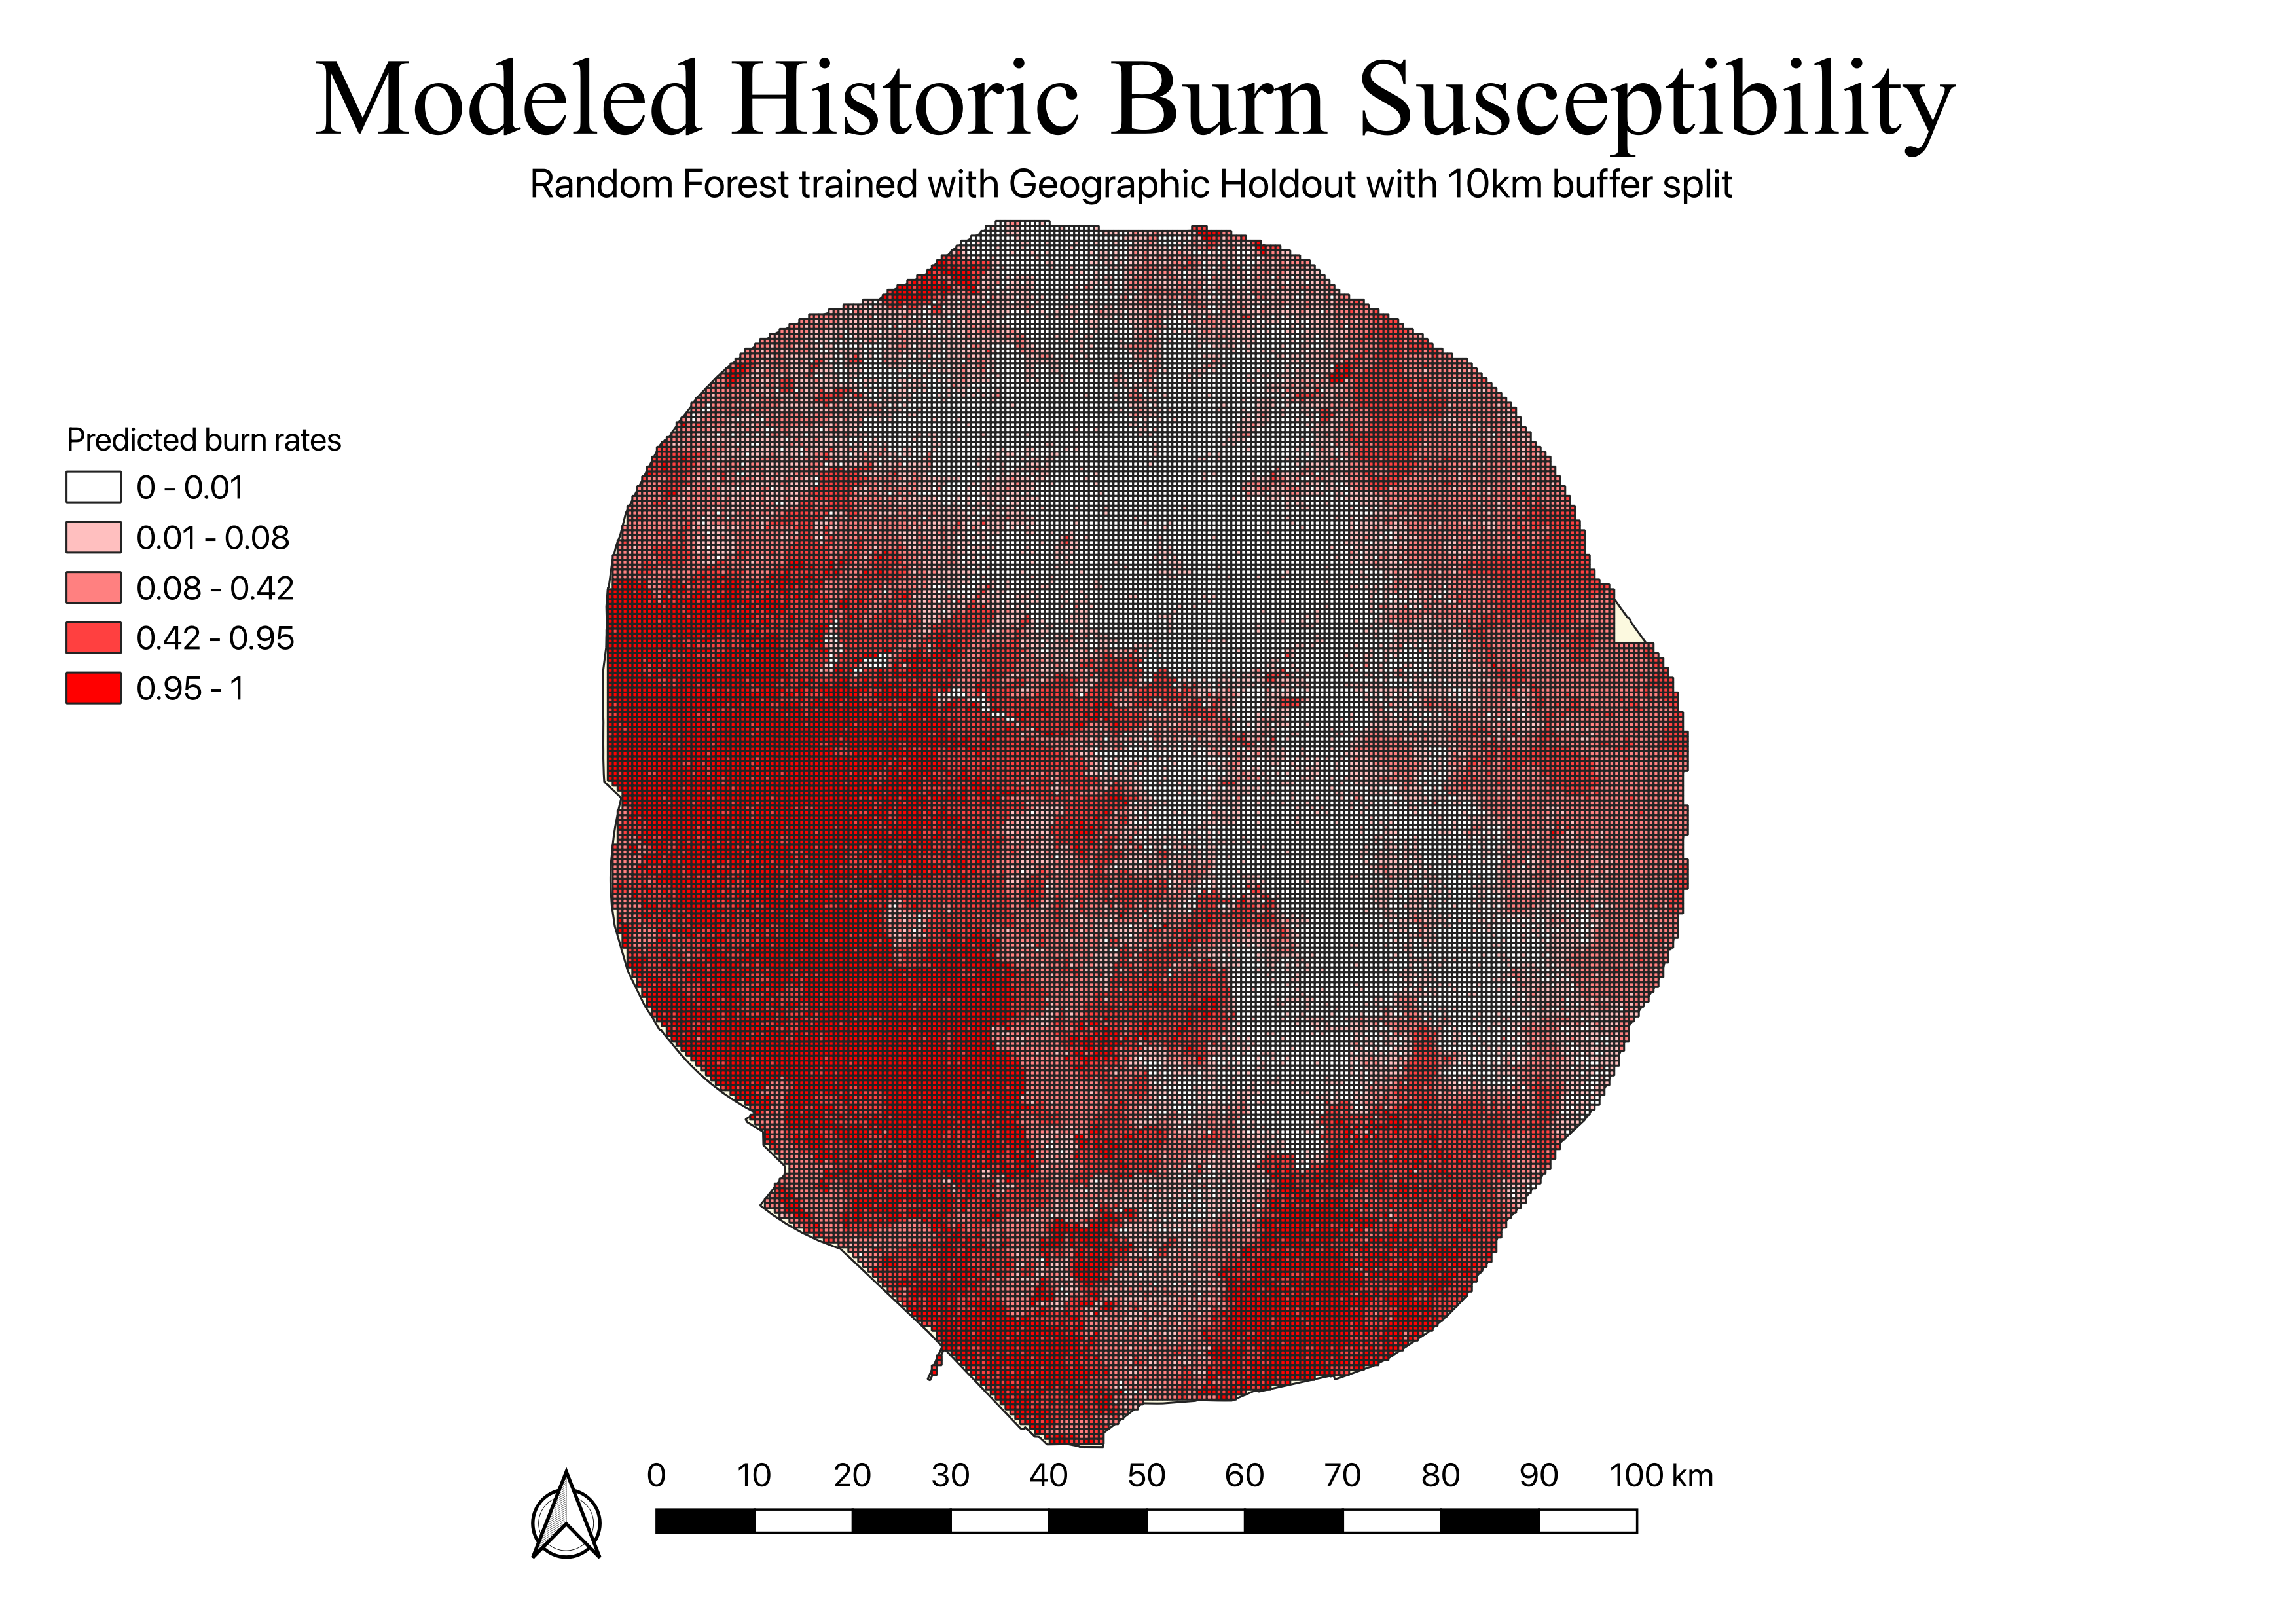 Modeled Historic Burn Susceptibility
Random Forest trained with Geographic Holdout with 10km buffer split
Predicted burn rates
0 - 0.01
0.01 - 0.08
0.08 - 0.42
0.42 - 0.95
0.95 - 1
0 10 20 30 40 50 60 70 80 90 100 km